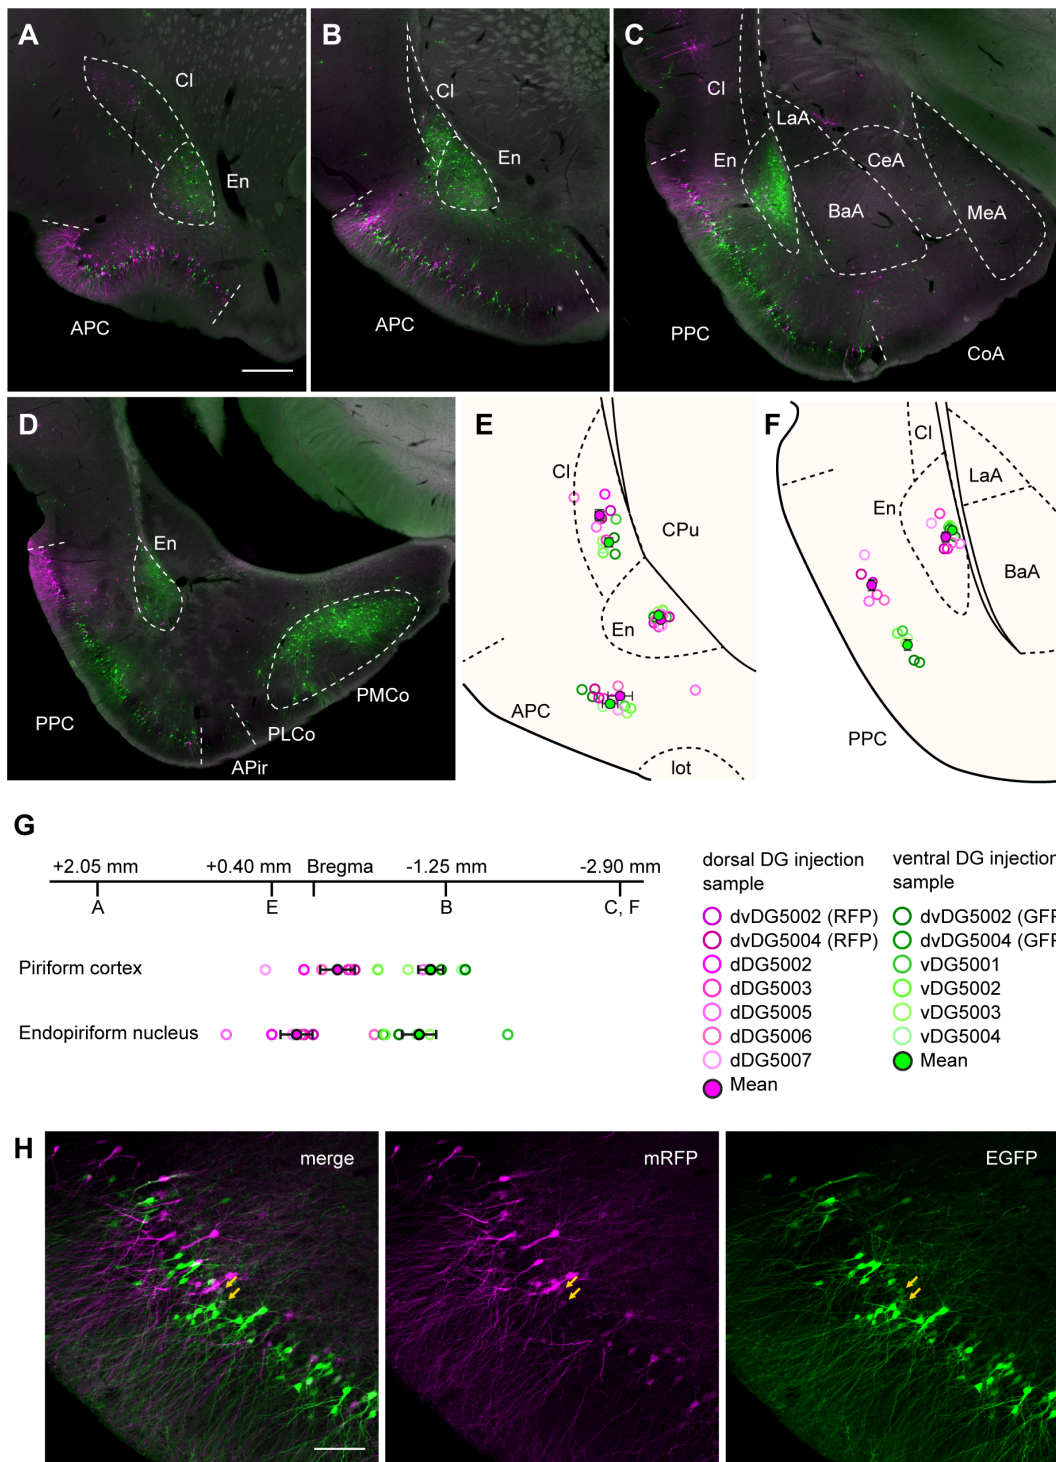 A
Cl
En
APC
B
Cl
En
APC
C
Cl
LaA
En
CeA
BaA
MeA
PPC
CoA
D
En
PMCo
PPC
PLCo
APir
E
Cl
CPu
En
APC
lot
F
Cl
LaA
En
BaA
PPC
G
+2.05 mm +0.40 mm Bregma -1.25 mm -2.90 mm
A E B C, F
Piriform cortex
Endopiriform nucleus
dorsal DG injection
sample
dvDG5002 (RFP)
dvDG5004 (RFP)
dDG5002
dDG5003
dDG5005
dDG5006
dDG5007
Mean
ventral DG injection
sample
dvDG5002 (GFP
dvDG5004 (GFP
vDG5001
vDG5002
vDG5003
vDG5004
Mean
H
merge
mRFP
EGFP